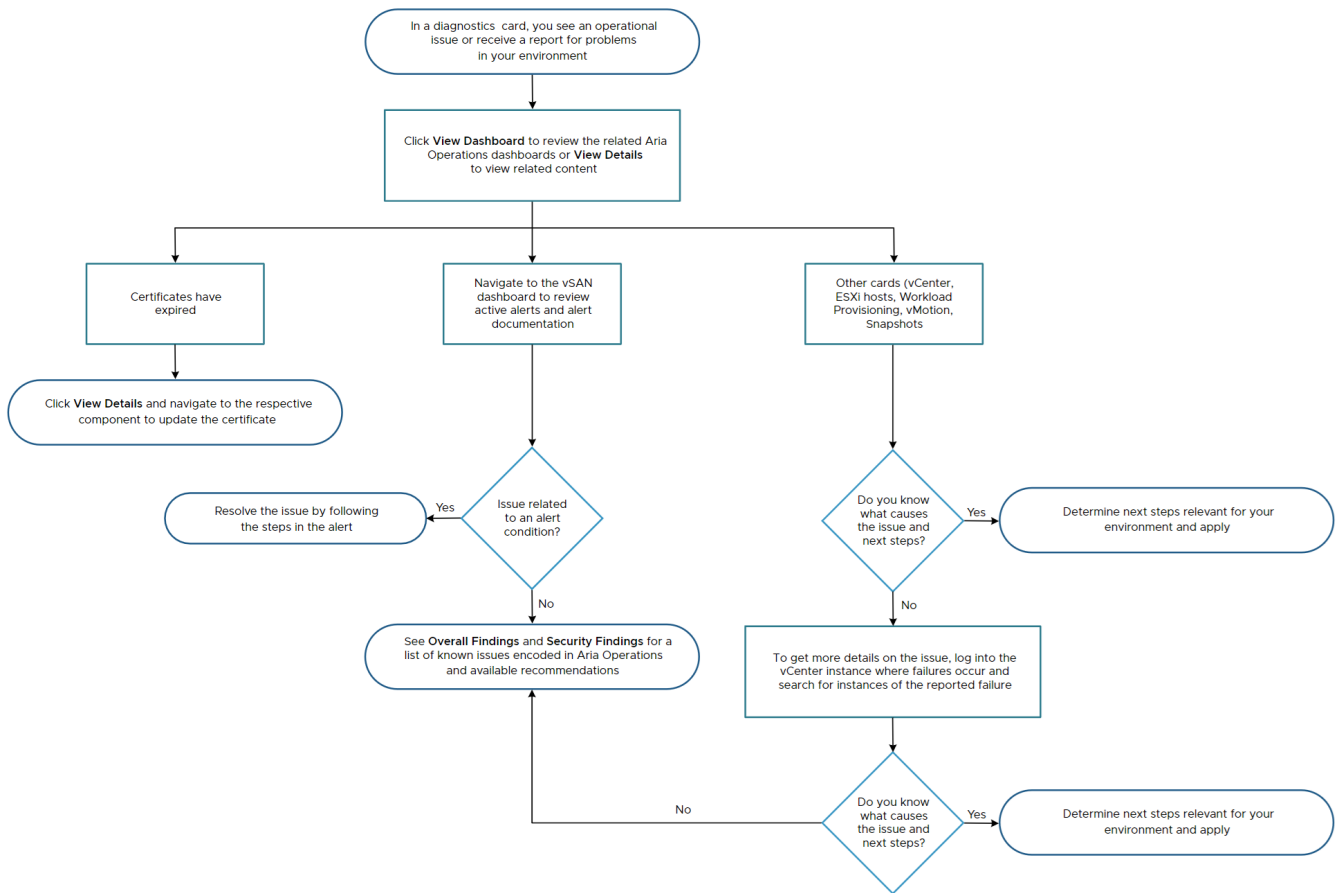 In a diagnostics  card, you see an operational
issue or receive a report for problems
in your environment
Click View Dashboard to review the related Aria
Operations dashboards or View Details
to view related content
Certificates have
expired
Navigate to the vSAN
dashboard to review
active alerts and alert
documentation
Other cards (vCenter,
ESXi hosts, Workload
Provisioning, vMotion,
Snapshots
Click View Details and navigate to the respective
component to update the certificate
Issue related
to an alert
condition?
Yes
Resolve the issue by following
the steps in the alert
No
See Overall Findings and Security Findings for a
list of known issues encoded in Aria Operations
and available recommendations
Do you know
what causes
the issue and
next steps?
Yes
Determine next steps relevant for your
environment and apply
No
To get more details on the issue, log into the
vCenter instance where failures occur and
search for instances of the reported failure
Do you know
what causes
the issue and
next steps?
No
Yes
Determine next steps relevant for your
environment and apply